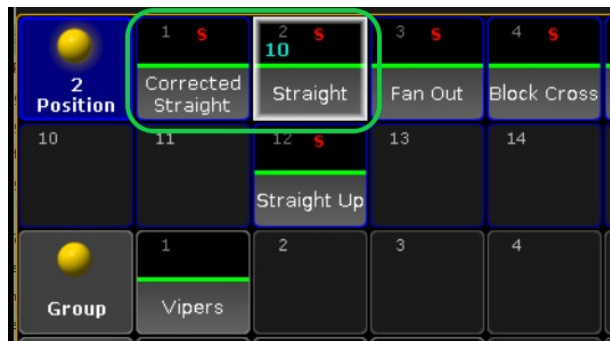 1 S
2 S
10
3 S
4 S
2
Position
Corrected
Straight
Straight
Fan Out
Block Cross
10
11
12 S
13
14
Straight Up
1
2
3
4
Group
Vipers